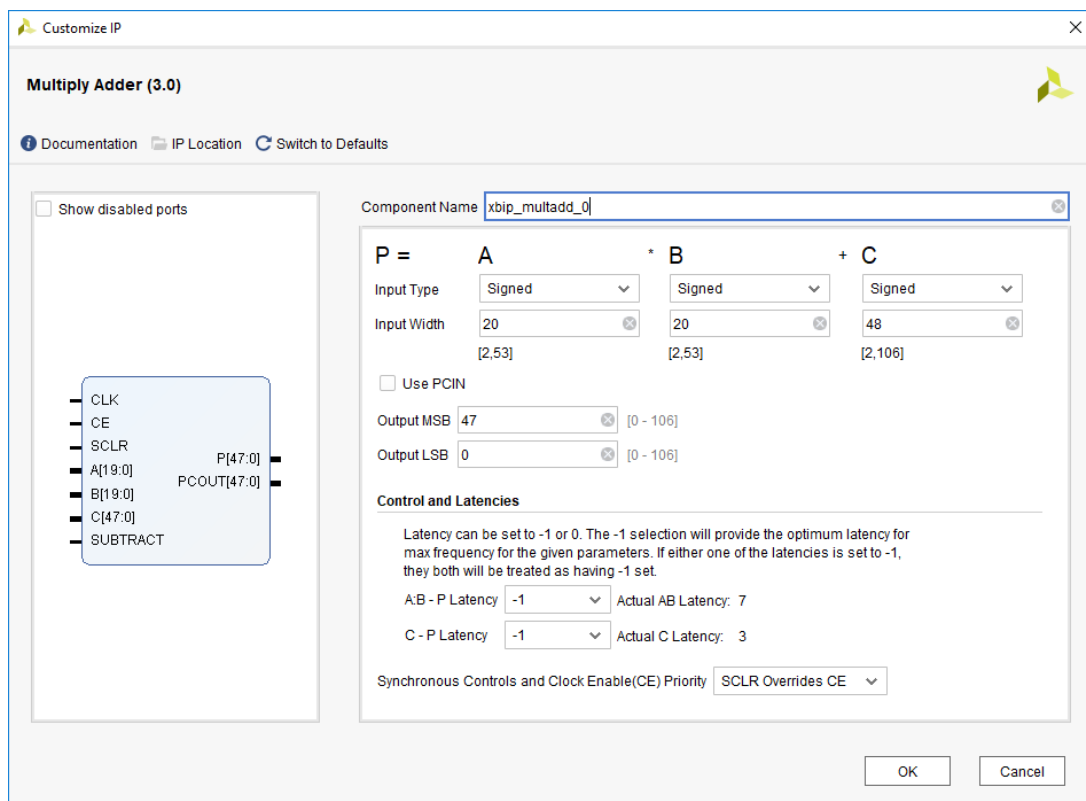 Customize IP
Multiply Adder (3.0)
Documentation IP Location Switch to Defaults
Show disabled ports
CLK
CE
SCLR
A[19:0]
B[19:0]
C[47:0]
SUBTRACT
P[47:0]
PCOUT[47:0]
Component Name xbip_multadd_0
P = A * B + C
Input Type Signed Signed Signed
Input Width 20 20 48
[2,53] [2,53] [2,106]
Use PCIN
Output MSB 47 [0 - 106]
Output LSB 0 [0 - 106]
Control and Latencies
Latency can be set to -1 or 0. The -1 selection will provide the optimum latency for
max frequency for the given parameters. If either one of the latencies is set to -1,
they both will be treated as having -1 set.
A:B - P Latency -1 Actual AB Latency: 7
C - P Latency -1 Actual C Latency: 3
Synchronous Controls and Clock Enable(CE) Priority SCLR Overrides CE
OK Cancel